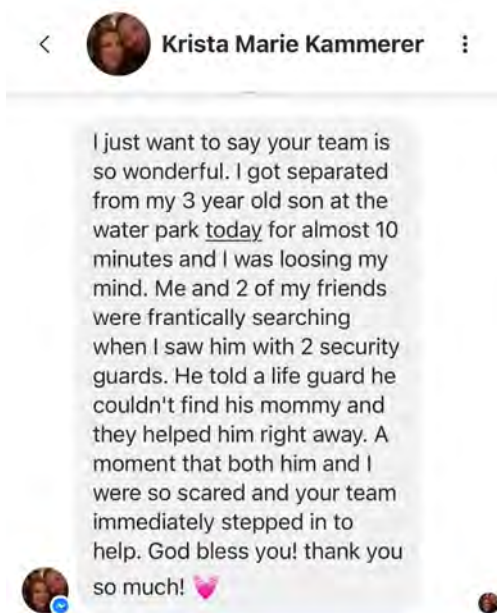 Krista Marie Kammerer
I just want to say your team is
so wonderful. I got separated
from my 3 year old son at the
water park today for almost 10
minutes and I was loosing my
mind. Me and 2 of my friends
were frantically searching
when I saw him with 2 security
guards. He told a life guard he
couldn't find his mommy and
they helped him right away. A
moment that both him and I
were so scared and your team
immediately stepped in to
help. God bless you! thank you
so much! 💓